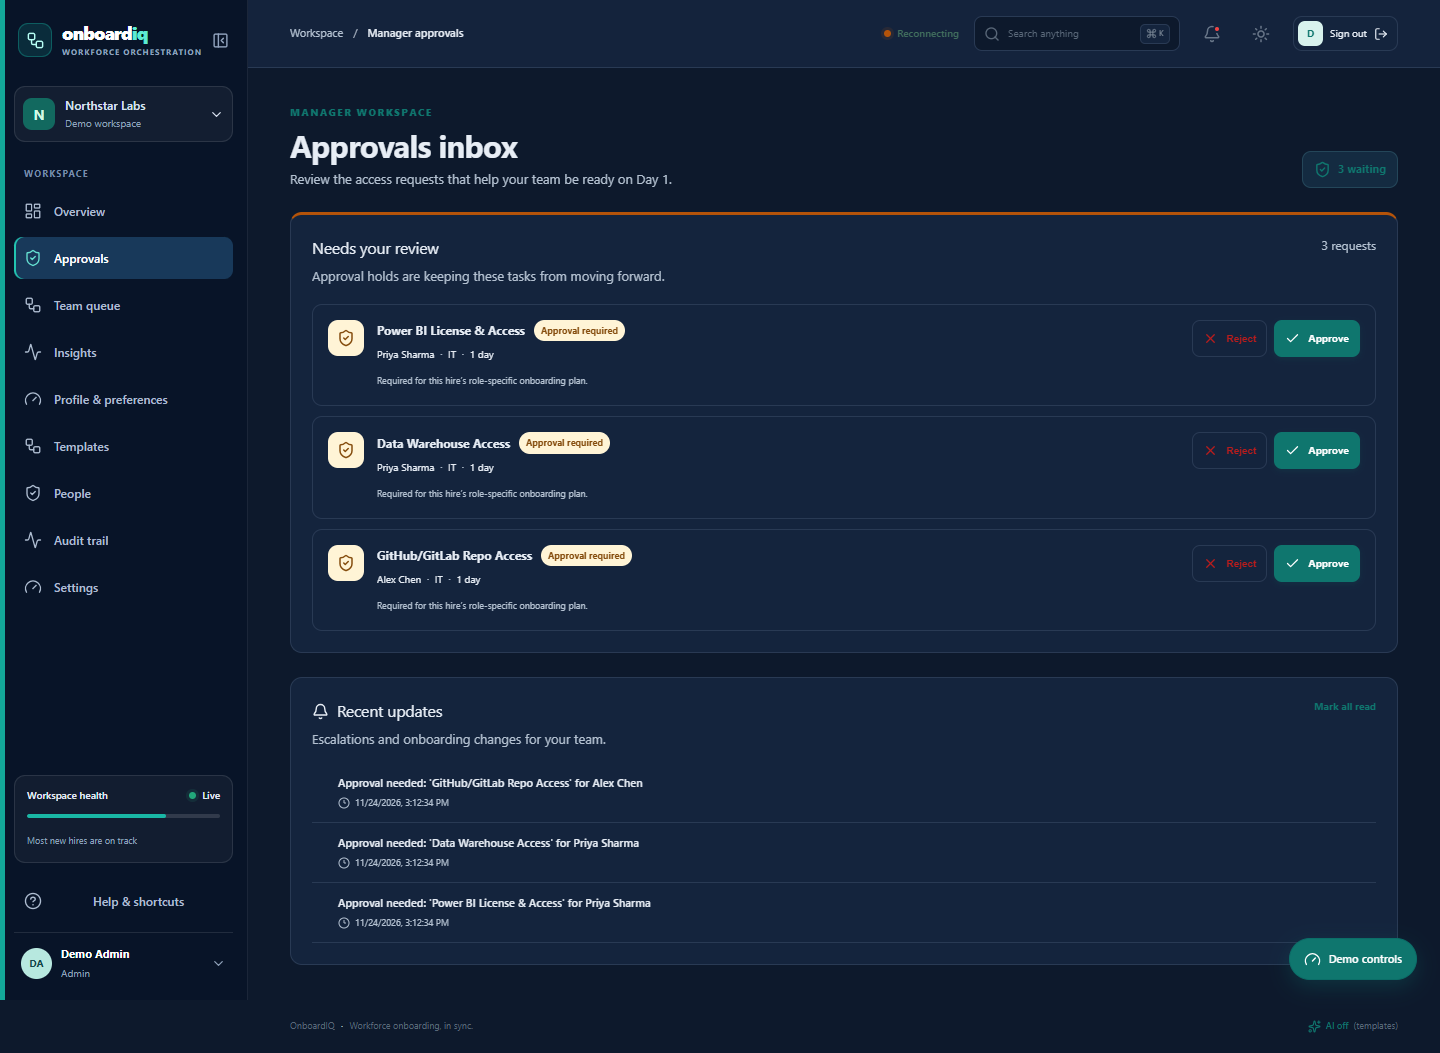 onboardiq
WORKFORCE ORCHESTRATION
N
Northstar Labs
Demo workspace
WORKSPACE
Overview
Approvals
Team queue
Insights
Profile & preferences
Templates
People
Audit trail
Settings
Workspace health
Live
Most new hires are on track
Help & shortcuts
DA
Demo Admin
Admin
Workspace / Manager approvals
Reconnecting
Search anything
⌘ K
D
Sign out
MANAGER WORKSPACE
Approvals inbox
Review the access requests that help your team be ready on Day 1.
3 waiting
Needs your review
3 requests
Approval holds are keeping these tasks from moving forward.
Power BI License & Access
Approval required
Priya Sharma · IT · 1 day
Required for this hire's role-specific onboarding plan.
Reject
Approve
Data Warehouse Access
Approval required
Priya Sharma · IT · 1 day
Required for this hire's role-specific onboarding plan.
Reject
Approve
GitHub/GitLab Repo Access
Approval required
Alex Chen · IT · 1 day
Required for this hire's role-specific onboarding plan.
Reject
Approve
Recent updates
Mark all read
Escalations and onboarding changes for your team.
Approval needed: 'GitHub/GitLab Repo Access' for Alex Chen
11/24/2026, 3:12:34 PM
Approval needed: 'Data Warehouse Access' for Priya Sharma
11/24/2026, 3:12:34 PM
Approval needed: 'Power BI License & Access' for Priya Sharma
11/24/2026, 3:12:34 PM
Demo controls
OnboardIQ · Workforce onboarding, in sync.
AI off (templates)